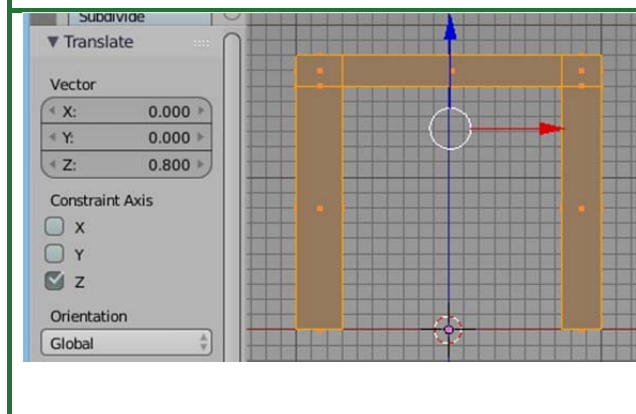 Subdivide
Translate
Vector
X: 0.000
Y: 0.000
Z: 0.800
Constraint Axis
X
Y
Z
Orientation
Global